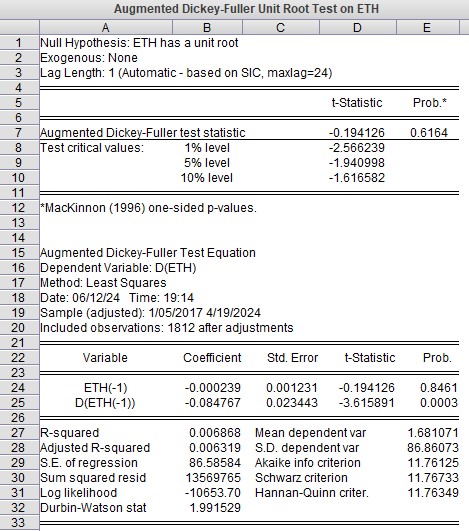 Augmented Dickey-Fuller Unit Root Test on ETH
A B C D E
1 Null Hypothesis: ETH has a unit root
2 Exogenous: None
3 Lag Length: 1 (Automatic - based on SIC, maxlag=24)
4
5 t-Statistic Prob.*
6
7 Augmented Dickey-Fuller test statistic -0.194126 0.6164
8 Test critical values: 1% level -2.566239
9 5% level -1.940998
10 10% level -1.616582
11
12 *MacKinnon (1996) one-sided p-values.
13
14
15 Augmented Dickey-Fuller Test Equation
16 Dependent Variable: D(ETH)
17 Method: Least Squares
18 Date: 06/12/24 Time: 19:14
19 Sample (adjusted): 1/05/2017 4/19/2024
20 Included observations: 1812 after adjustments
21
22 Variable Coefficient Std. Error t-Statistic Prob.
23
24 ETH(-1) -0.000239 0.001231 -0.194126 0.8461
25 D(ETH(-1)) -0.084767 0.023443 -3.615891 0.0003
26
27 R-squared 0.006868 Mean dependent var 1.681071
28 Adjusted R-squared 0.006319 S.D. dependent var 86.86073
29 S.E. of regression 86.58584 Akaike info criterion 11.76125
30 Sum squared resid 13569765 Schwarz criterion 11.76733
31 Log likelihood -10653.70 Hannan-Quinn criter. 11.76349
32 Durbin-Watson stat 1.991529
33